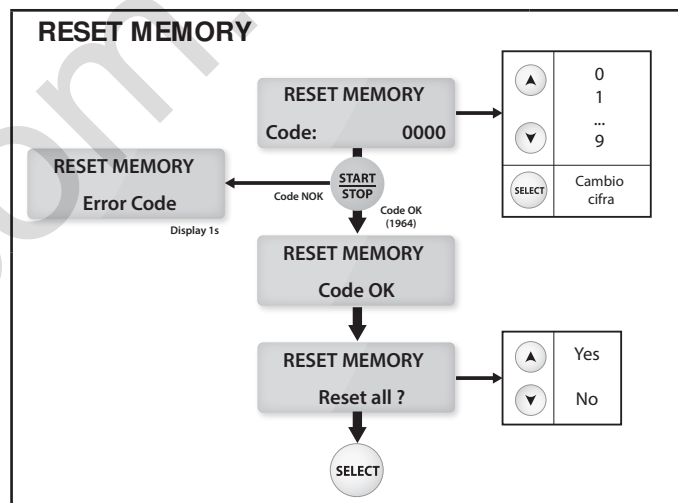 RESET MEMORY
RESET MEMORY
Code: 0000
0
1
...
9
SELECT
Cambio
cifra
RESET MEMORY
Error Code
Display 1s
Code NOK
START
STOP
Code OK
(1964)
RESET MEMORY
Code OK
RESET MEMORY
Reset all ?
Yes
No
SELECT